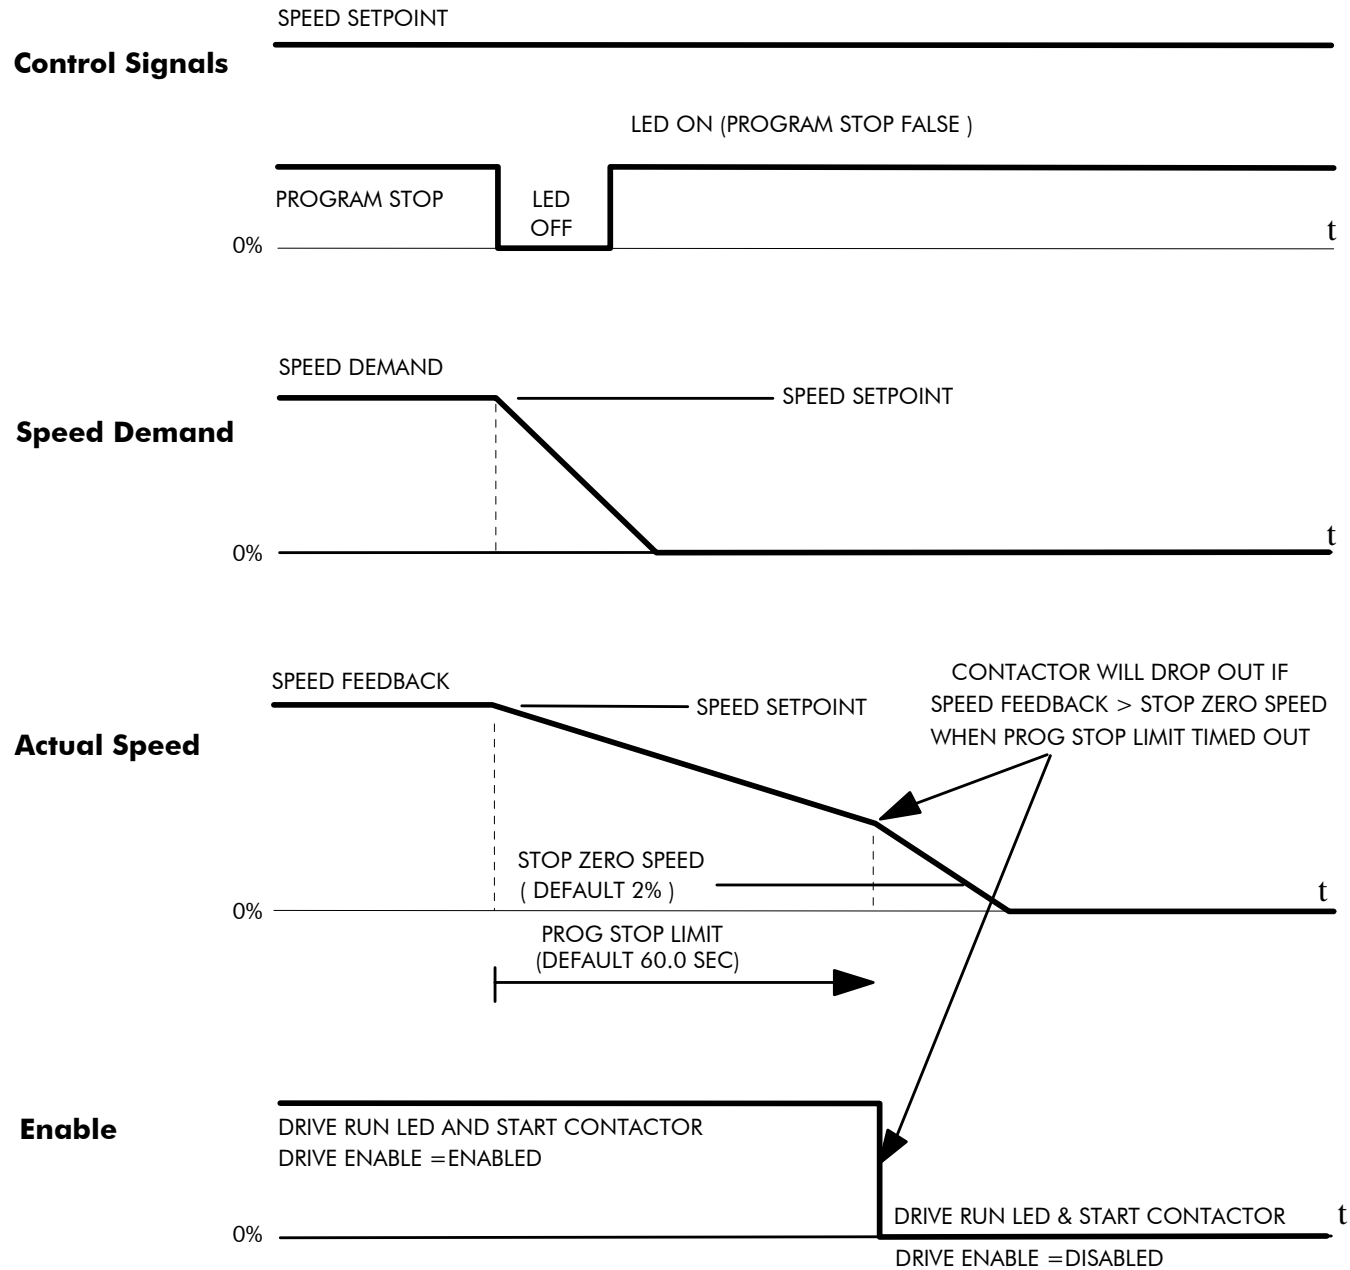 SPEED SETPOINT
Control Signals
LED ON (PROGRAM STOP FALSE )
PROGRAM STOP
LED
OFF
0%
t
SPEED DEMAND
SPEED SETPOINT
Speed Demand
0%
t
CONTACTOR WILL DROP OUT IF
SPEED FEEDBACK > STOP ZERO SPEED
WHEN PROG STOP LIMIT TIMED OUT
SPEED FEEDBACK
SPEED SETPOINT
Actual Speed
STOP ZERO SPEED
( DEFAULT 2% )
0%
t
PROG STOP LIMIT
(DEFAULT 60.0 SEC)
Enable
DRIVE RUN LED AND START CONTACTOR
DRIVE ENABLE =ENABLED
0%
DRIVE RUN LED & START CONTACTOR
t
DRIVE ENABLE =DISABLED